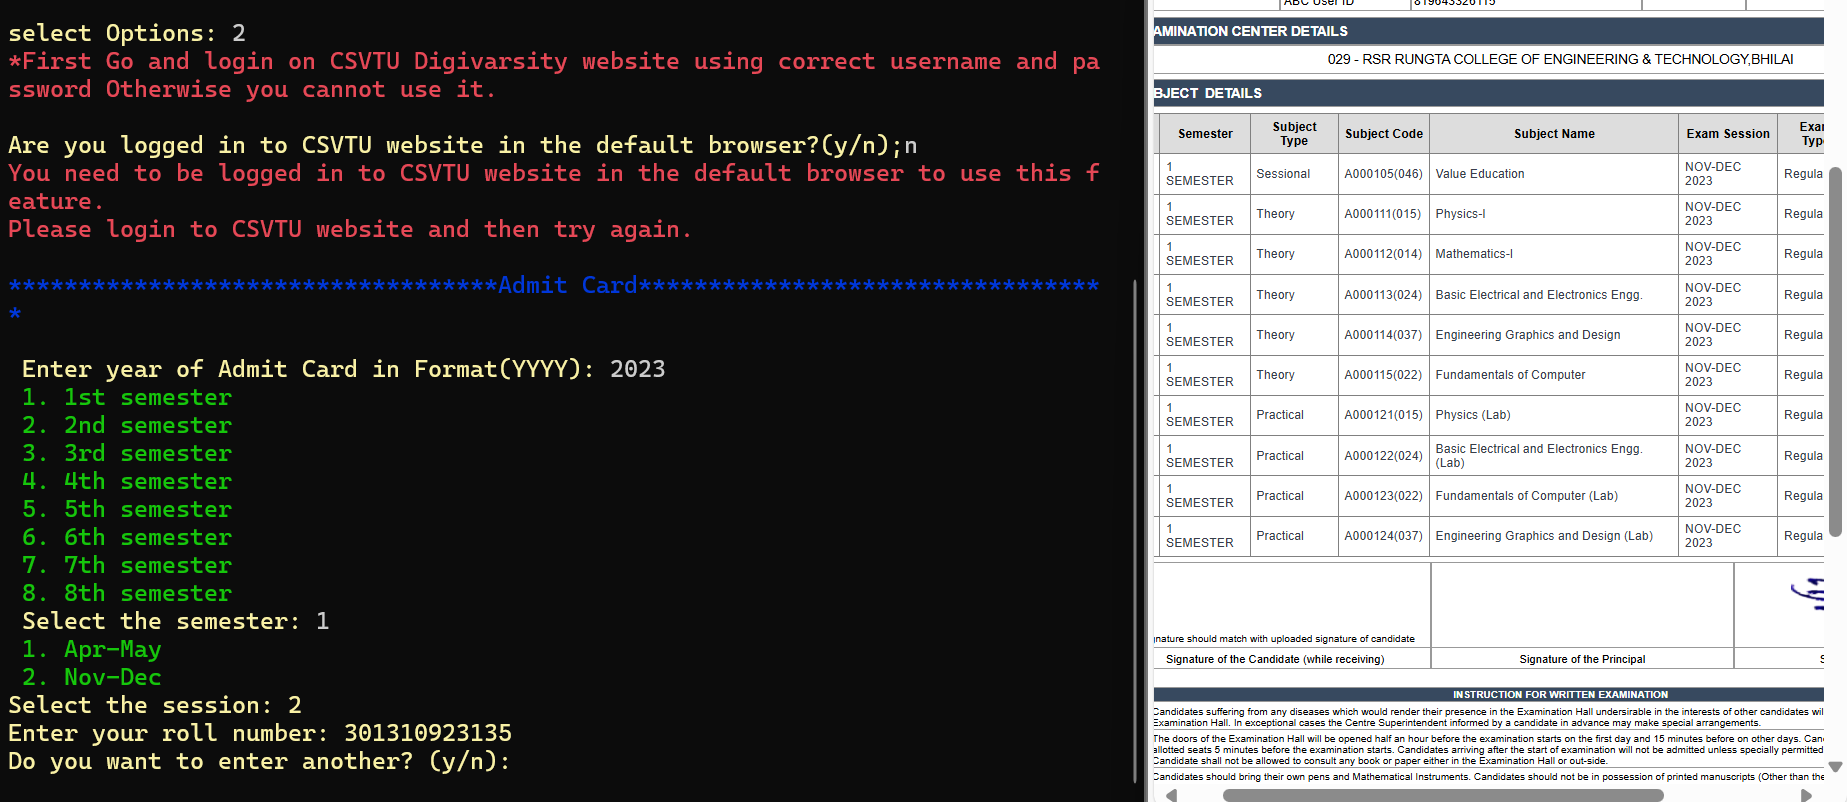 select Options: 2
*First Go and login on CSVTU Digivarsity website using correct username and pa
ssword Otherwise you cannot use it.
Are you logged in to CSVTU website in the default browser?(y/n);n
You need to be logged in to CSVTU website in the default browser to use this f
eature.
Please login to CSVTU website and then try again.
***********************************Admit Card*********************************
*
Enter year of Admit Card in Format(YYYY): 2023
1. 1st semester
2. 2nd semester
3. 3rd semester
4. 4th semester
5. 5th semester
6. 6th semester
7. 7th semester
8. 8th semester
Select the semester: 1
1. Apr-May
2. Nov-Dec
Select the session: 2
Enter your roll number: 301310923135
Do you want to enter another? (y/n):
ABC User ID 819643326115
AMINATION CENTER DETAILS
029 - RSR RUNGTA COLLEGE OF ENGINEERING & TECHNOLOGY,BHILAI
BJECT DETAILS
Semester Subject Type Subject Code Subject Name Exam Session Exa Typ
1 SEMESTER Sessional A000105(046) Value Education NOV-DEC 2023 Regula
1 SEMESTER Theory A000111(015) Physics-I NOV-DEC 2023 Regula
1 SEMESTER Theory A000112(014) Mathematics-I NOV-DEC 2023 Regula
1 SEMESTER Theory A000113(024) Basic Electrical and Electronics Engg. NOV-DEC 2023 Regula
1 SEMESTER Theory A000114(037) Engineering Graphics and Design NOV-DEC 2023 Regula
1 SEMESTER Theory A000115(022) Fundamentals of Computer NOV-DEC 2023 Regula
1 SEMESTER Practical A000121(015) Physics (Lab) NOV-DEC 2023 Regula
1 SEMESTER Practical A000122(024) Basic Electrical and Electronics Engg. (Lab) NOV-DEC 2023 Regula
1 SEMESTER Practical A000123(022) Fundamentals of Computer (Lab) NOV-DEC 2023 Regula
1 SEMESTER Practical A000124(037) Engineering Graphics and Design (Lab) NOV-DEC 2023 Regula
nature should match with uploaded signature of candidate
Signature of the Candidate (while receiving) Signature of the Principal S
INSTRUCTION FOR WRITTEN EXAMINATION
Candidates suffering from any diseases which would render their presence in the Examination Hall undersirable in the interests of other candidates wil
Examination Hall. In exceptional cases the Centre Superintendent informed by a candidate in advance may make special arrangements.
The doors of the Examination Hall will be opened half an hour before the examination starts on the first day and 15 minutes before on other days. Can
allotted seats 5 minutes before the examination starts. Candidates arriving after the start of examination will not be admitted unless specially permitted
Candidate shall not be allowed to consult any book or paper either in the Examination Hall or out-side.
Candidates should bring their own pens and Mathematical Instruments. Candidates should not be in possession of printed manuscripts (Other than the